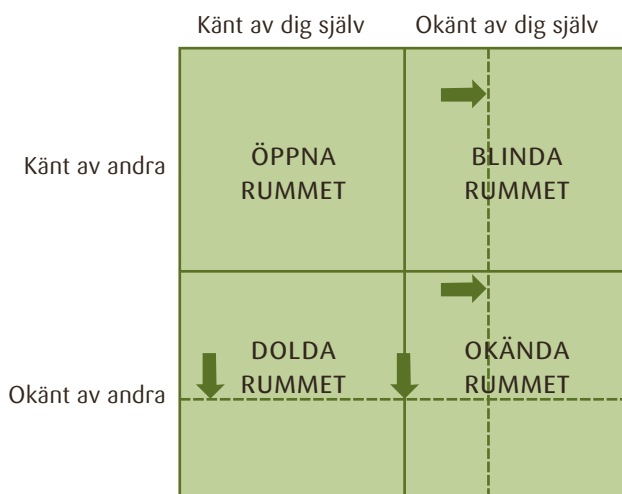 Känt av dig själv
Okänt av dig själv
Känt av andra
ÖPPNA
RUMMET
BLINDA
RUMMET
Okänt av andra
DOLDA
RUMMET
OKÄNDA
RUMMET